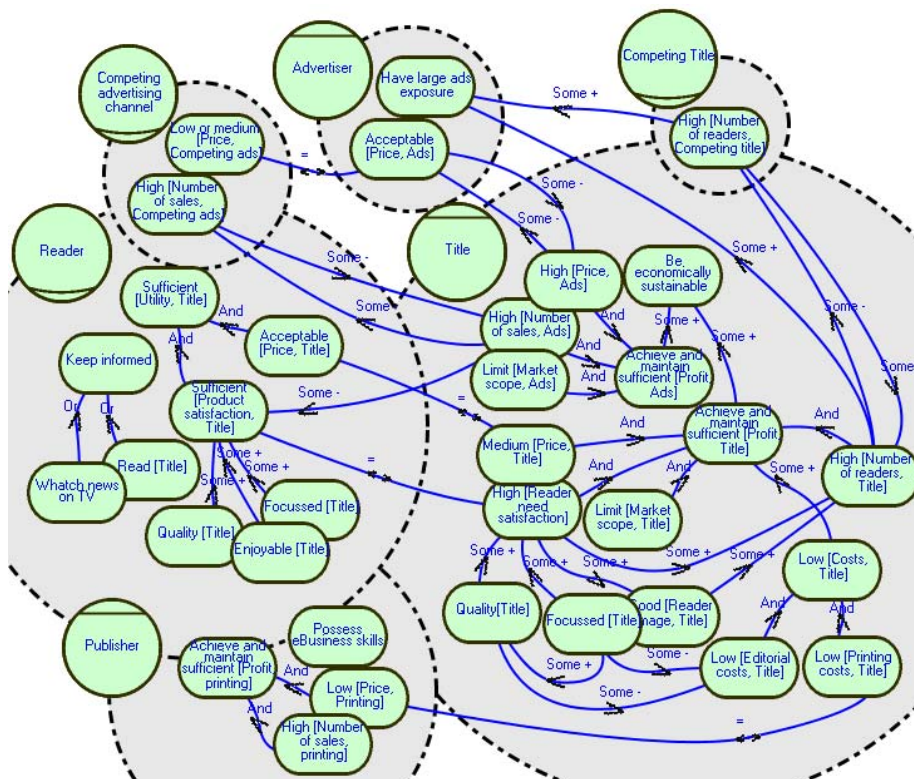 Competing
advertising
channel
Advertiser
Competing Title
Have large ads
exposure
Some +
Low or medium
[Price,
Competing ads]
=
Acceptable
[Price, Ads]
High [Number
of readers,
Competing title]
High [Number
of sales,
Competing ads]
Some -
Some -
Reader
Title
Some -
Some -
Some +
Sufficient
[Utility, Title]
High [Price,
Ads]
Be
economically
sustainable
And
And
Acceptable
[Price, Title]
Some -
High [Number
of sales, Ads]
And
Some +
Some +
Some -
Keep informed
Limit [Market
scope, Ads]
And
And
Achieve and
maintain
sufficient [Profit,
Ads]
Some
Or
Or
Sufficient
[Product
satisfaction,
Title]
Some -
=
Achieve and
maintain
sufficient [Profit,
Title]
And
And
Medium [Price,
Title]
Whatch news
on TV
Read [Title]
Some +
Some +
Some +
=
And
And
Some +
High [Number
of readers,
Title]
High [Reader
need
satisfaction]
Limit [Market
scope, Title]
Quality [Title]
Focussed [Title]
Enjoyable [Title]
Some +
Some +
Some +
Some +
Some +
Low [Costs,
Title]
Quality[Title]
Focussed [Title]
[Reader
Title]
And
And
Publisher
Possess
eBusiness skills
Achieve and
maintain
sufficient [Profit
printing]
And
Low [Price,
Printing]
And
High [Number
of sales,
printing]
Some +
Some -
Some -
Low [Editorial
costs, Title]
Low [Printing
costs, Title]
=